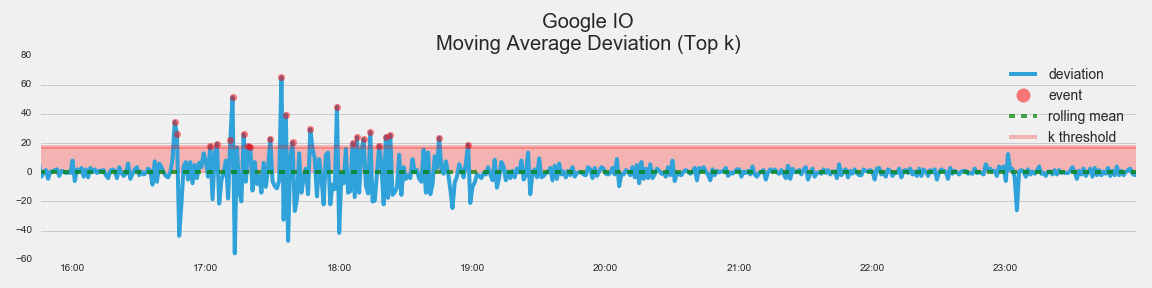 Google IO
Moving Average Deviation (Top k)
80
60
40
20
0
−20
−40
−60
deviation
event
rolling mean
k threshold
16:00 17:00 18:00 19:00 20:00 21:00 22:00 23:00